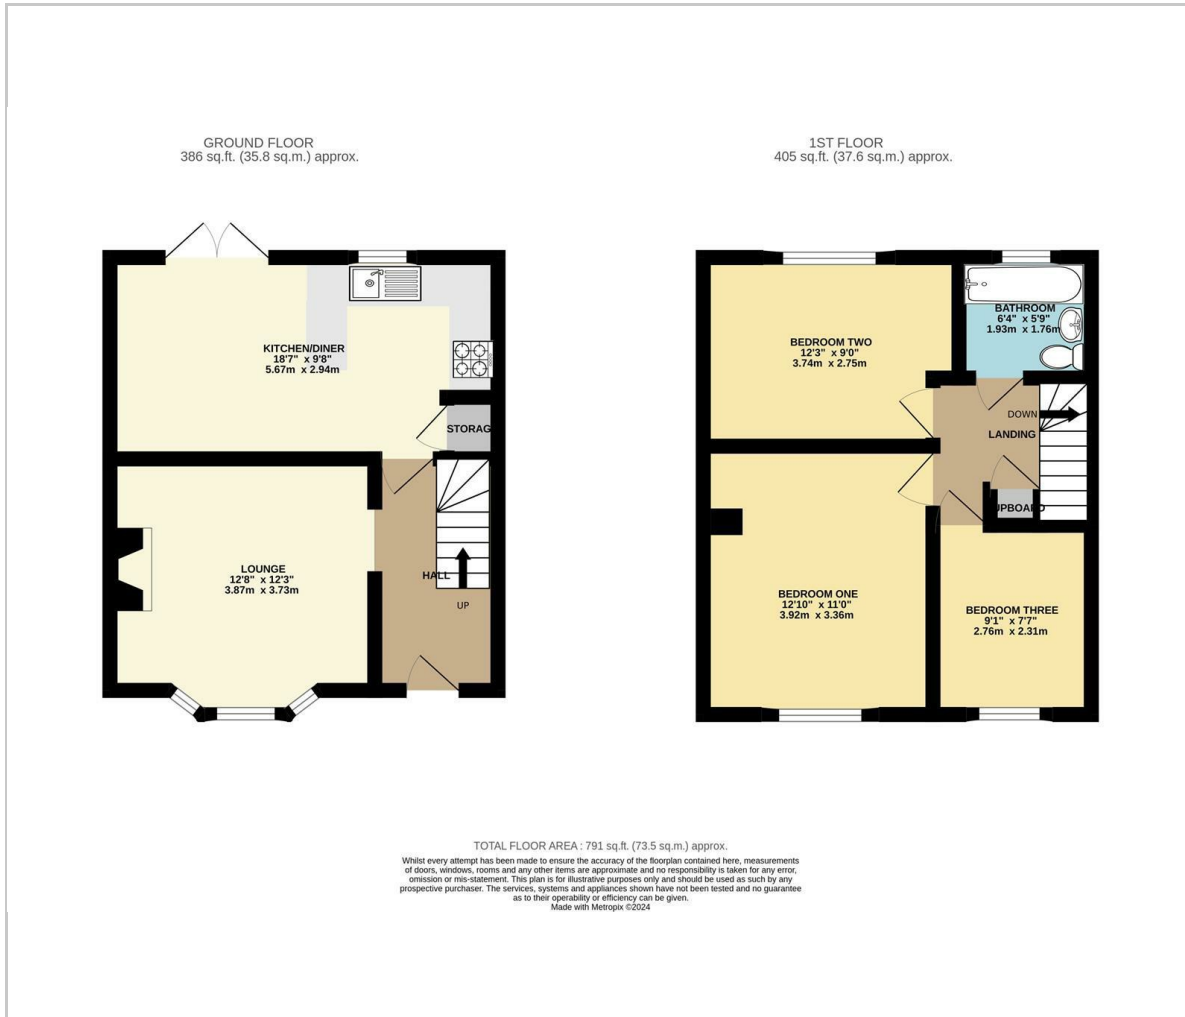 GROUND FLOOR
386 sq.ft. (35.8 sq.m.) approx.
1ST FLOOR
405 sq.ft. (37.6 sq.m.) approx.
KITCHEN/DINER
18'7" x 9'8"
5.67m x 2.94m
STORAG
LOUNGE
12'8" x 12'3"
3.87m x 3.73m
HALL
UP
BEDROOM TWO
12'3" x 9'0"
3.74m x 2.75m
BATHROOM
6'4" x 5'9"
1.93m x 1.76m
DOWN
LANDING
UPBOARD
BEDROOM ONE
12'10" x 11'0"
3.92m x 3.36m
BEDROOM THREE
9'1" x 7'7"
2.76m x 2.31m
TOTAL FLOOR AREA : 791 sq.ft. (73.5 sq.m.) approx.
Whilst every attempt has been made to ensure the accuracy of the floorplan contained here, measurements
of doors, windows, rooms and any other items are approximate and no responsibility is taken for any error,
omission or mis-statement. This plan is for illustrative purposes only and should be used as such by any
prospective purchaser. The services, systems and appliances shown have not been tested and no guarantee
as to their operability or efficiency can be given.
Made with Metropix ©2024